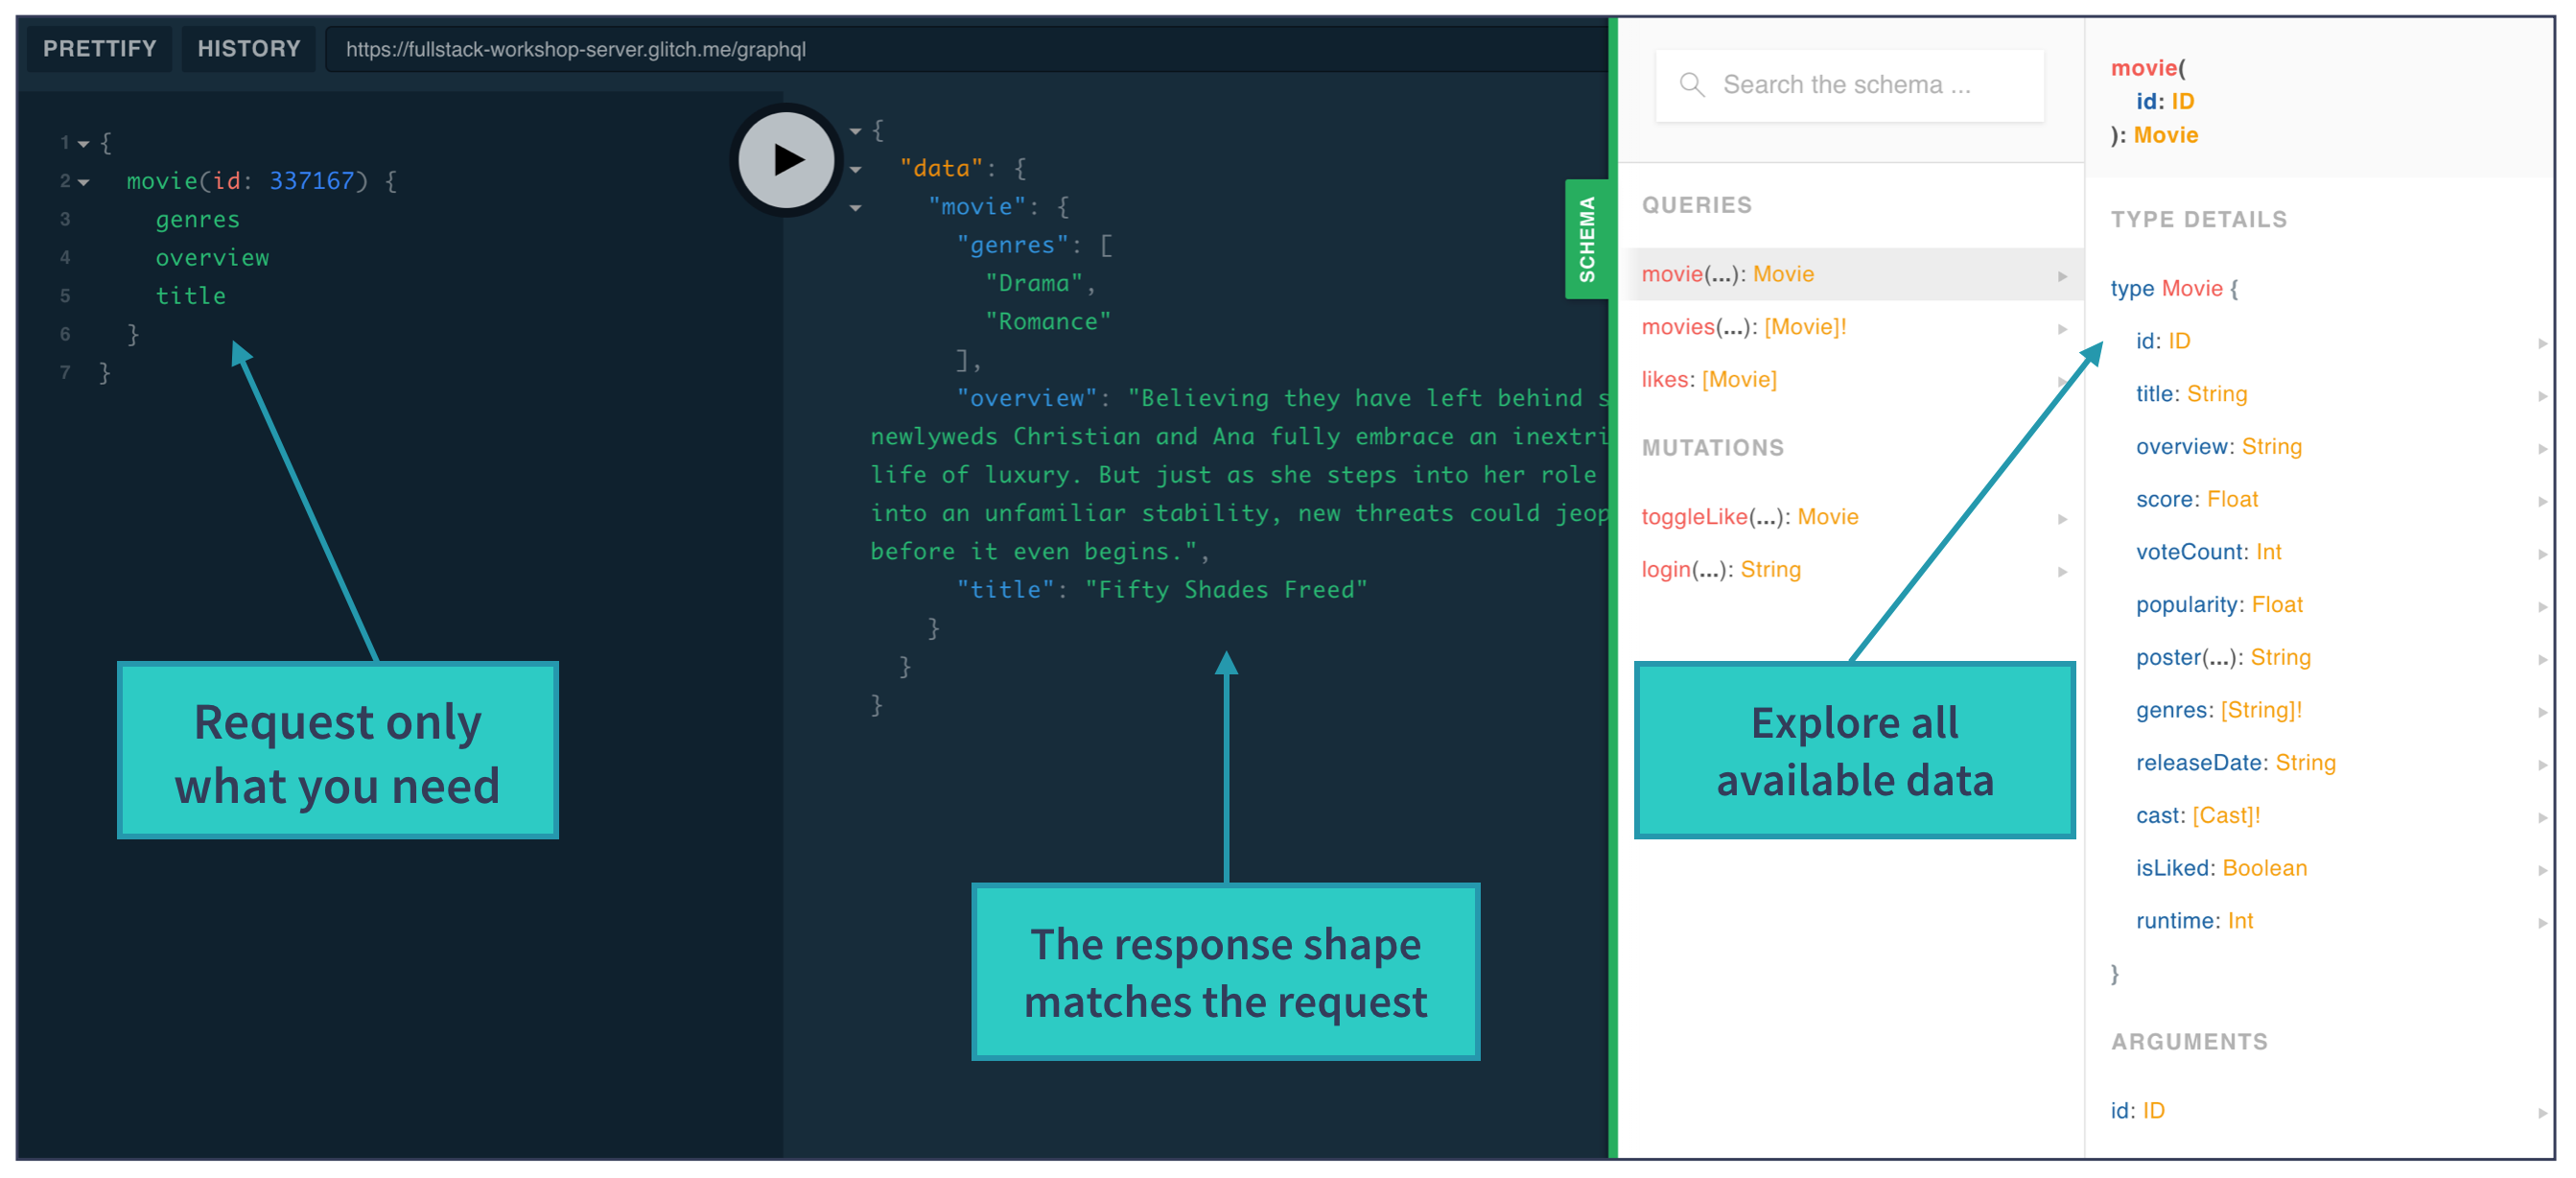 PRETTIFY HISTORY https://fullstack-workshop-server.glitch.me/graphql
1 {
2 movie(id: 337167) {
3 genres
4 overview
5 title
6 }
7 }
Request only
what you need
{
"data": {
"movie": {
"genres": [
"Drama",
"Romance"
],
"overview": "Believing they have left behind s
newlyweds Christian and Ana fully embrace an inextri
life of luxury. But just as she steps into her role
into an unfamiliar stability, new threats could jeop
before it even begins.",
"title": "Fifty Shades Freed"
}
}
}
The response shape
matches the request
SCHEMA
Search the schema ...
QUERIES
movie(...): Movie
movies(...): [Movie]!
likes: [Movie]
MUTATIONS
toggleLike(...): Movie
login(...): String
Explore all
available data
movie(
id: ID
): Movie
TYPE DETAILS
type Movie {
id: ID
title: String
overview: String
score: Float
voteCount: Int
popularity: Float
poster(...): String
genres: [String]!
releaseDate: String
cast: [Cast]!
isLiked: Boolean
runtime: Int
}
ARGUMENTS
id: ID